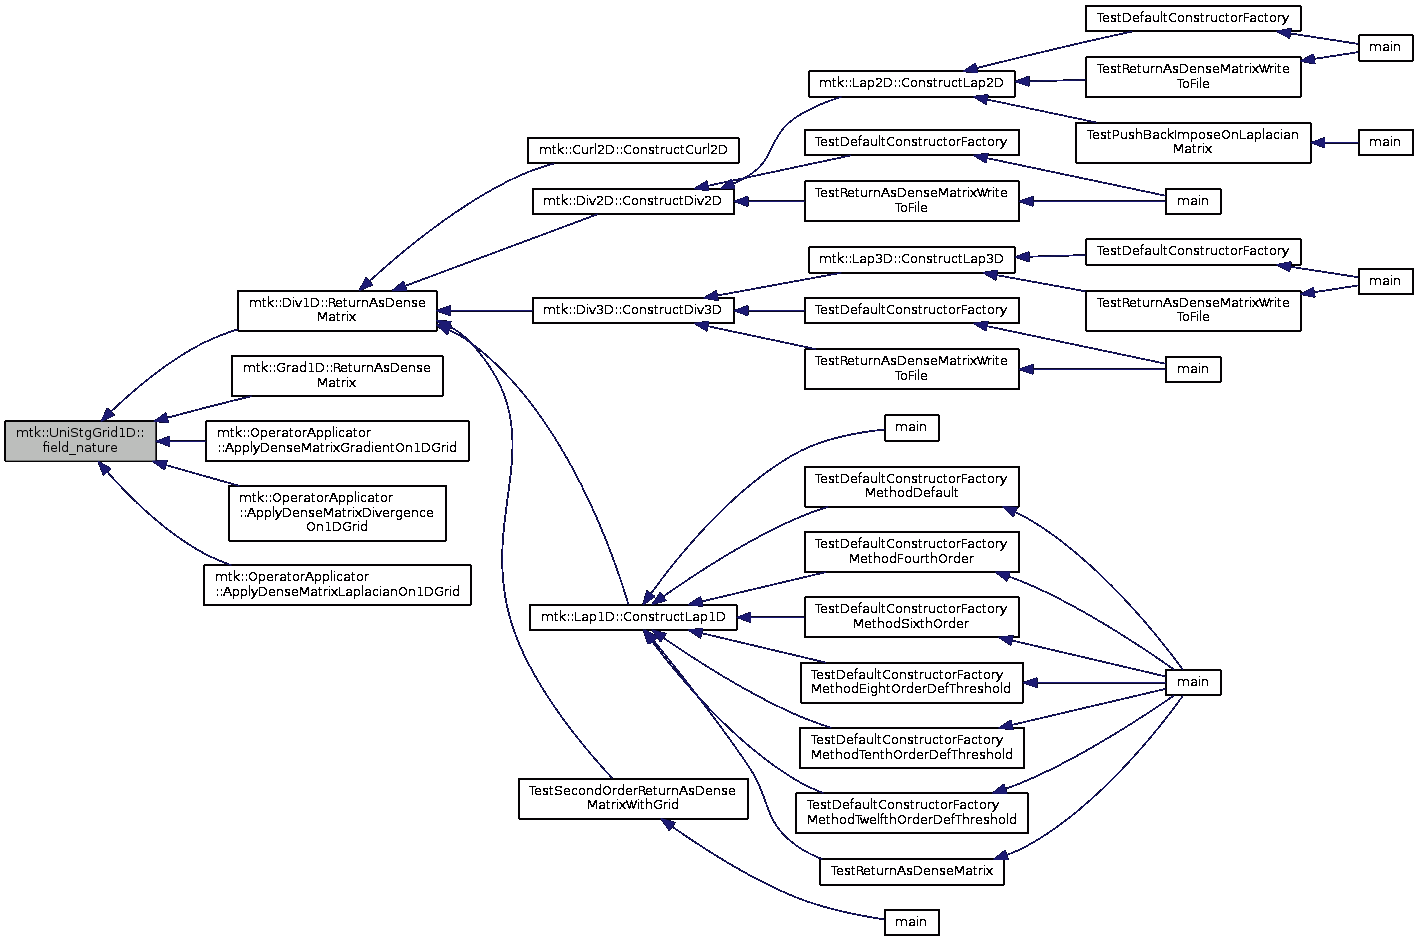 TestDefaultConstructorFactory
main
TestReturnAsDenseMatrixWrite
ToFile
mtk::Lap2D::ConstructLap2D
TestPushBackImposeOnLaplacian
Matrix
main
mtk::Curl2D::ConstructCurl2D
TestDefaultConstructorFactory
mtk::Div2D::ConstructDiv2D
TestReturnAsDenseMatrixWrite
ToFile
main
mtk::Lap3D::ConstructLap3D
TestDefaultConstructorFactory
main
TestReturnAsDenseMatrixWrite
ToFile
mtk::Div1D::ReturnAsDense
Matrix
mtk::Div3D::ConstructDiv3D
TestDefaultConstructorFactory
TestReturnAsDenseMatrixWrite
ToFile
main
mtk::Grad1D::ReturnAsDense
Matrix
mtk::UniStgGrid1D::
field_nature
mtk::OperatorApplicator
::ApplyDenseMatrixGradientOn1DGrid
mtk::OperatorApplicator
::ApplyDenseMatrixDivergence
On1DGrid
mtk::OperatorApplicator
::ApplyDenseMatrixLaplacianOn1DGrid
main
TestDefaultConstructorFactory
MethodDefault
TestDefaultConstructorFactory
MethodFourthOrder
mtk::Lap1D::ConstructLap1D
TestDefaultConstructorFactory
MethodSixthOrder
TestDefaultConstructorFactory
MethodEightOrderDefThreshold
main
TestDefaultConstructorFactory
MethodTenthOrderDefThreshold
TestSecondOrderReturnAsDense
MatrixWithGrid
TestDefaultConstructorFactory
MethodTwelfthOrderDefThreshold
TestReturnAsDenseMatrix
main